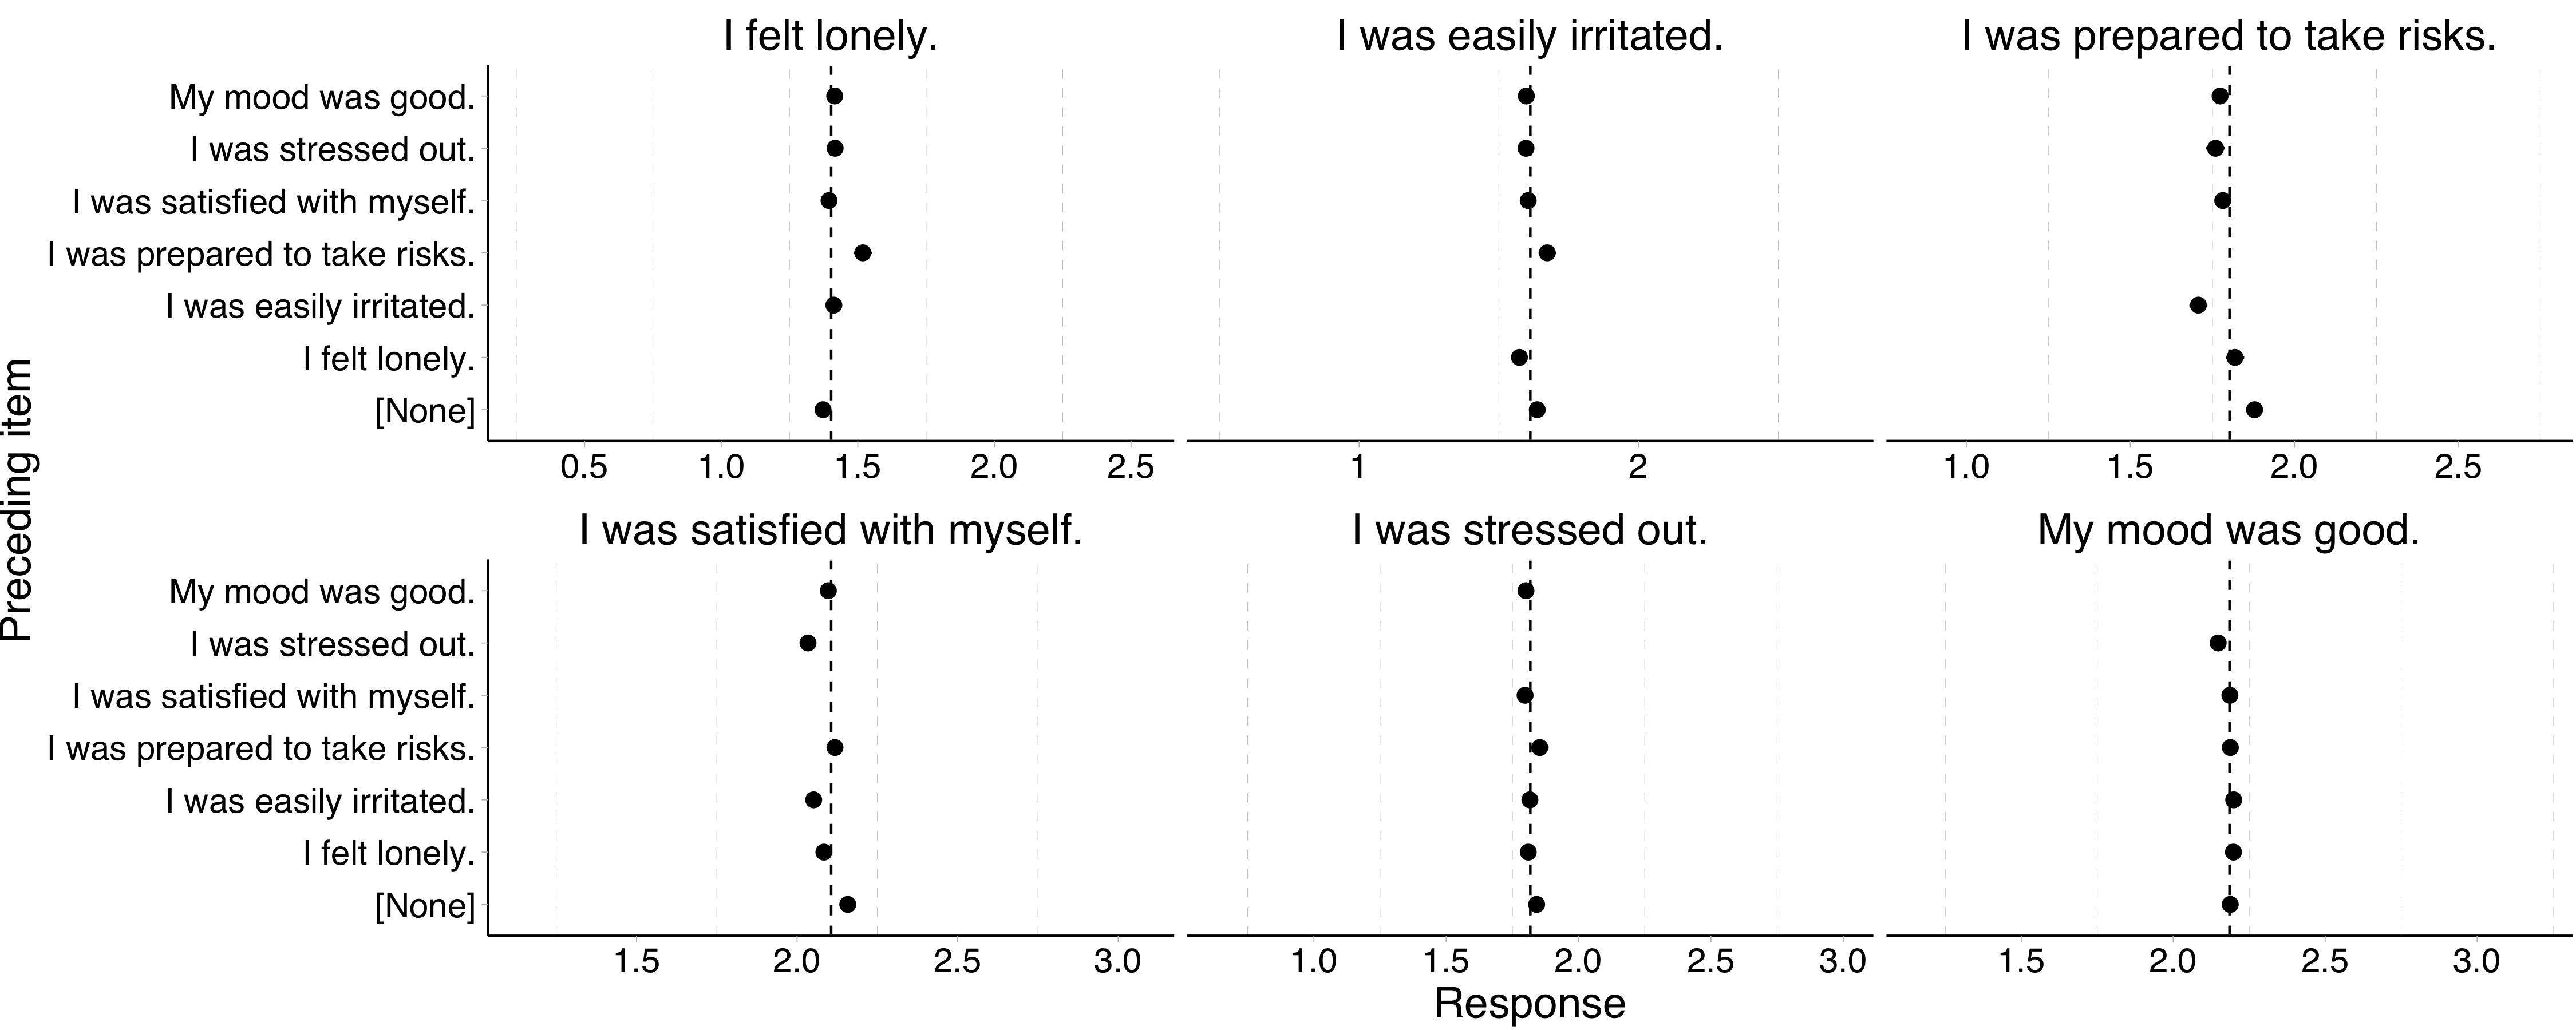 I felt lonely.
I was easily irritated.
I was prepared to take risks.
Preceding item
My mood was good.
I was stressed out.
I was satisfied with myself.
I was prepared to take risks.
I was easily irritated.
I felt lonely.
[None]
0.5 1.0 1.5 2.0 2.5
1 2
1.0 1.5 2.0 2.5
I was satisfied with myself.
I was stressed out.
My mood was good.
My mood was good.
I was stressed out.
I was satisfied with myself.
I was prepared to take risks.
I was easily irritated.
I felt lonely.
[None]
1.5 2.0 2.5 3.0
1.0 1.5 2.0 2.5 3.0
1.5 2.0 2.5 3.0
Response